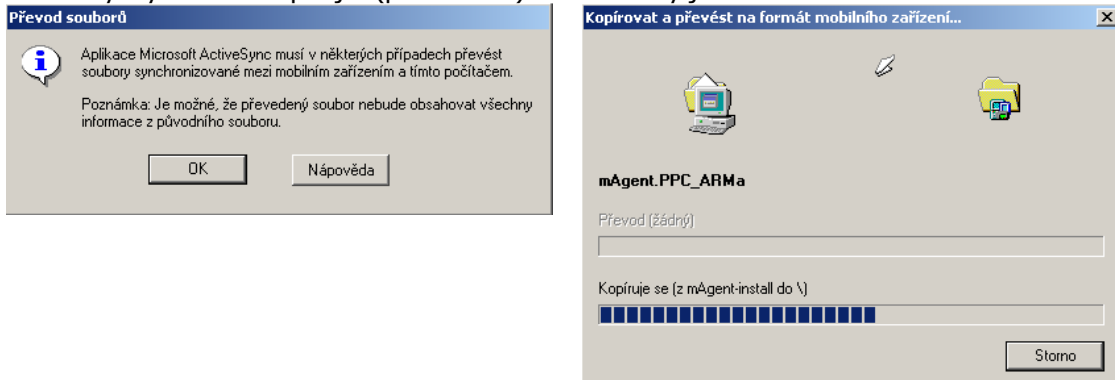 Převod souborů
Aplikace Microsoft ActiveSync musí v některých případech převést
soubory synchronizované mezi mobilním zařízením a tímto počítačem.
Poznámka: Je možné, že převedený soubor nebude obsahovat všechny
informace z původního souboru.
OK
Nápověda
Kopírovat a převést na formát mobilního zařízení...
mAgent.PPC_ARMa
Převod (žádný)
Kopíruje se (z mAgent-install do \)
Storno